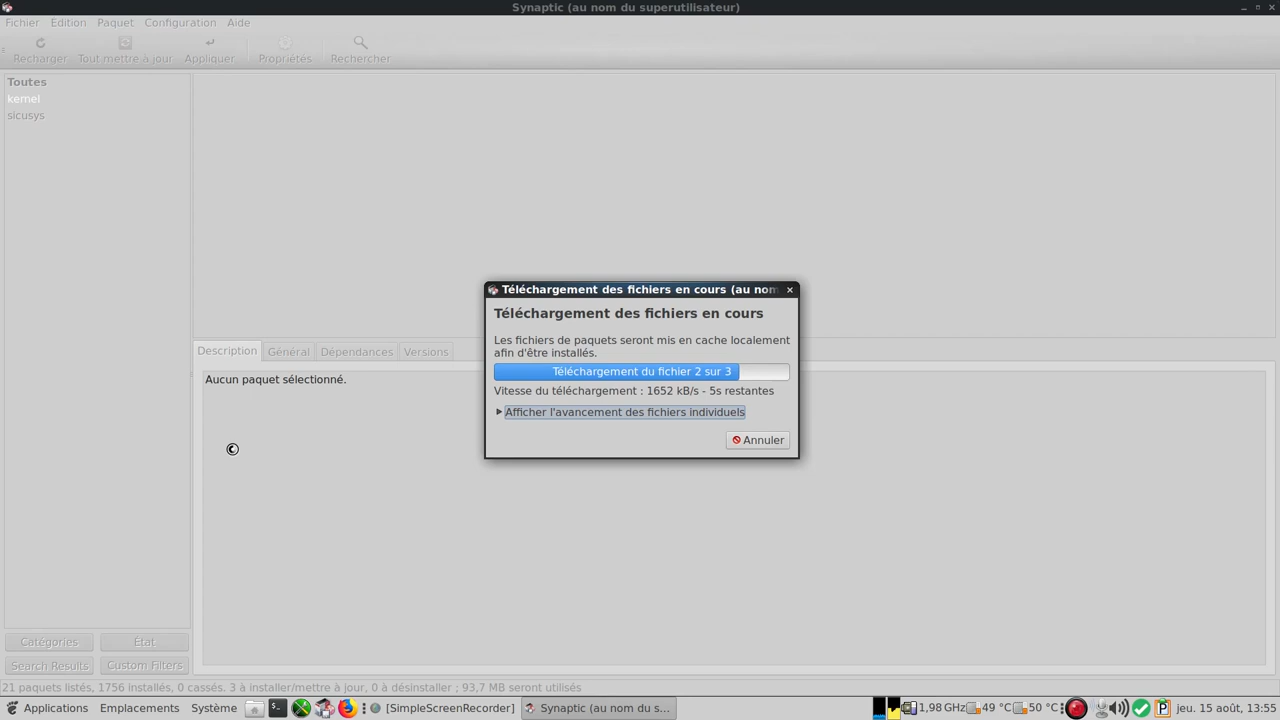 Synaptic (au nom du superutilisateur)
Fichier Edition Paquet Configuration Aide
Recharger Tout mettre à jour Appliquer Propriétés Rechercher
Toutes
kernel
sicusys
Téléchargement des fichiers en cours (au nom
Téléchargement des fichiers en cours
Les fichiers de paquets seront mis en cache localement
afin d'être installés.
Téléchargement du fichier 2 sur 3
Vitesse du téléchargement : 1652 kB/s - 5s restantes
Afficher l'avancement des fichiers individuels
Annuler
Description Général Dépendances Versions
Aucun paquet sélectionné.
Catégories État
Search Results Custom Filters
21 paquets listés, 1756 installés, 0 cassés. 3 à installer/mettre à jour, 0 à désinstaller ; 93,7 MB seront utilisés
Applications Emplacements Système [SimpleScreenRecorder] Synaptic (au nom du s... 1,98 GHz 49 °C 50 °C jeu. 15 août, 13:55